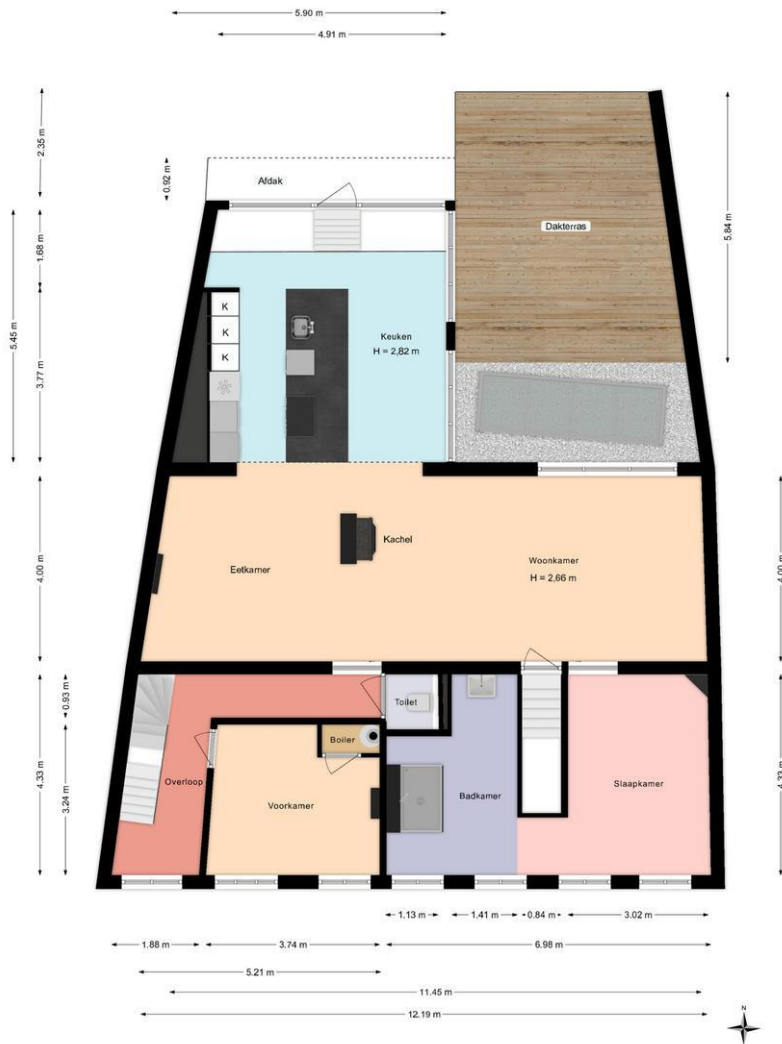 5.90 m
4.91 m
2.35 m
0.92 m
Afdak
5.84 m
Dakterras
1.68 m
5.45 m
K
K
K
Keuken
H = 2,82 m
3.77 m
4.00 m
Kachel
Eetkamer
Woonkamer
H = 2,66 m
4.00 m
0.93 m
Toilet
Boiler
4.33 m
3.24 m
Overloop
Voorkamer
Badkamer
Slaapkamer
4.33 m
1.13 m
1.41 m
0.84 m
3.02 m
1.88 m
3.74 m
6.98 m
5.21 m
11.45 m
12.19 m
N